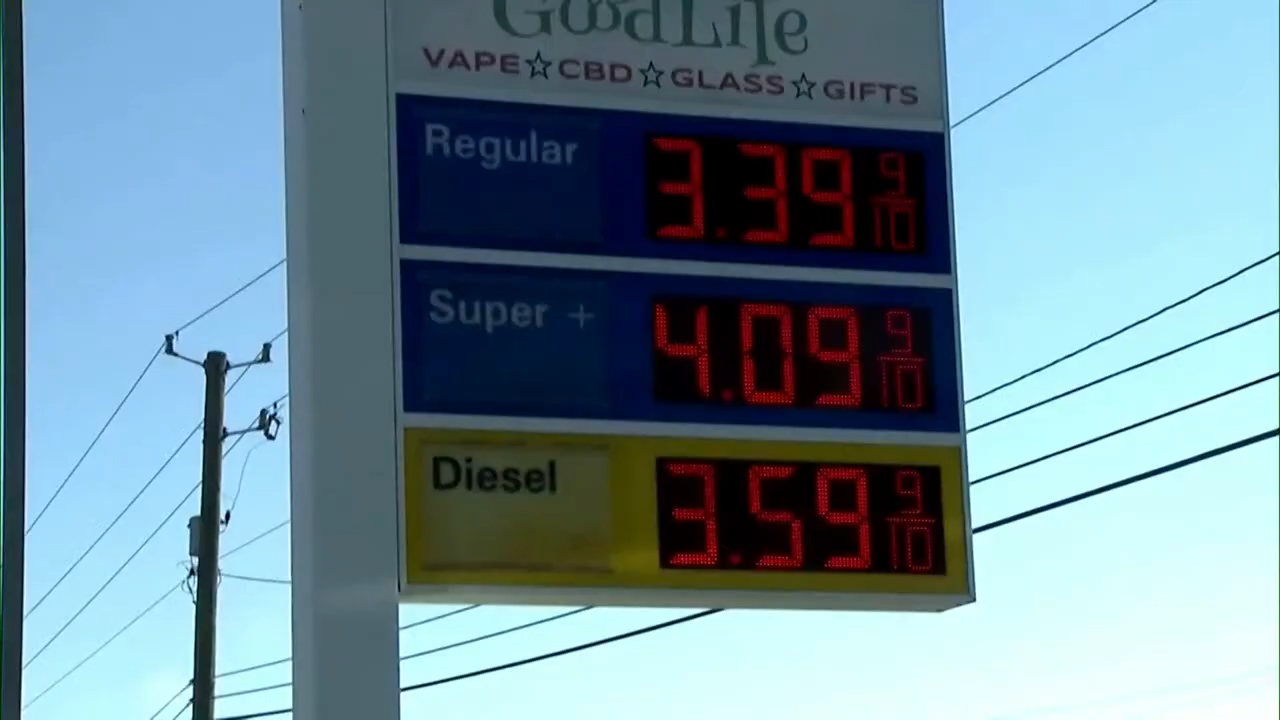 GoodLife
VAPE☆CBD☆GLASS☆GIFTS
Regular 3.39 9/10
Super + 4.09 9/10
Diesel 3.59 9/10